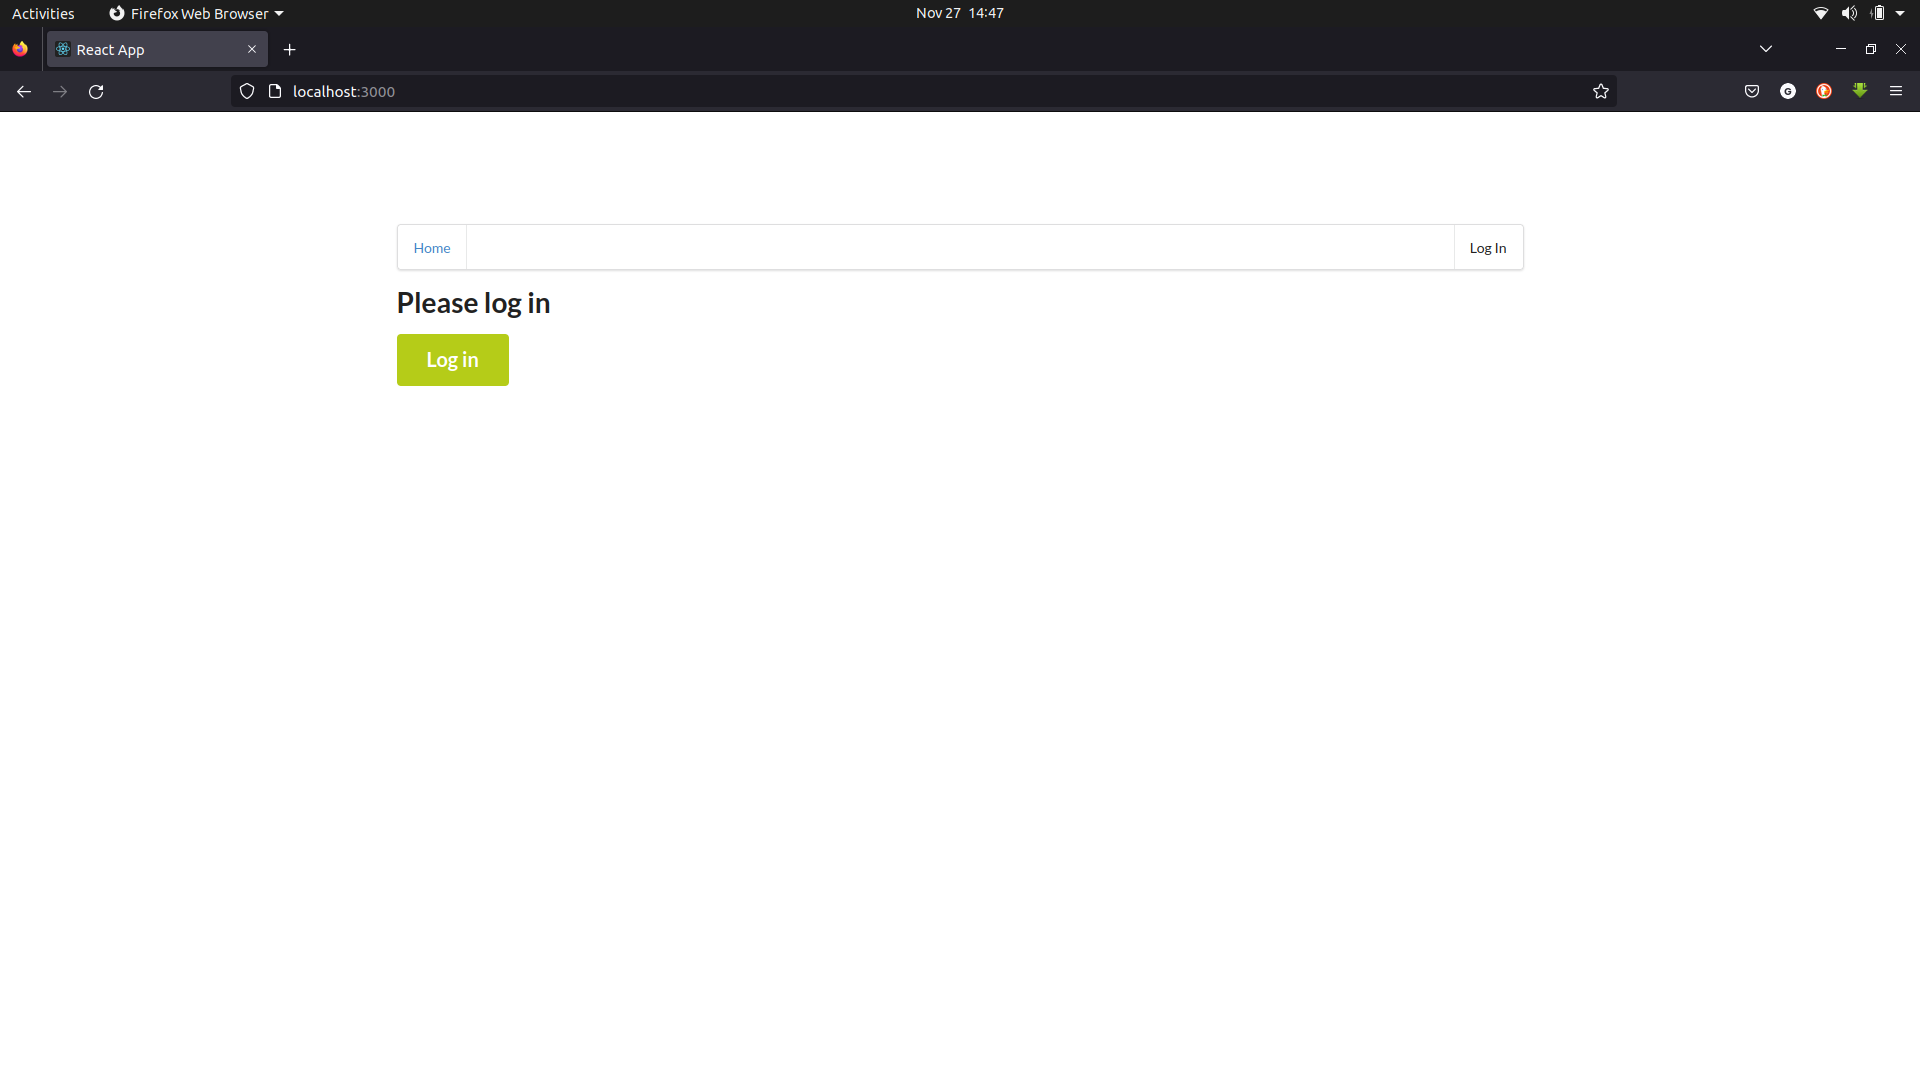 Activities Firefox Web Browser Nov 27 14:47
React App
localhost:3000
G
Home Log In
Please log in
Log in